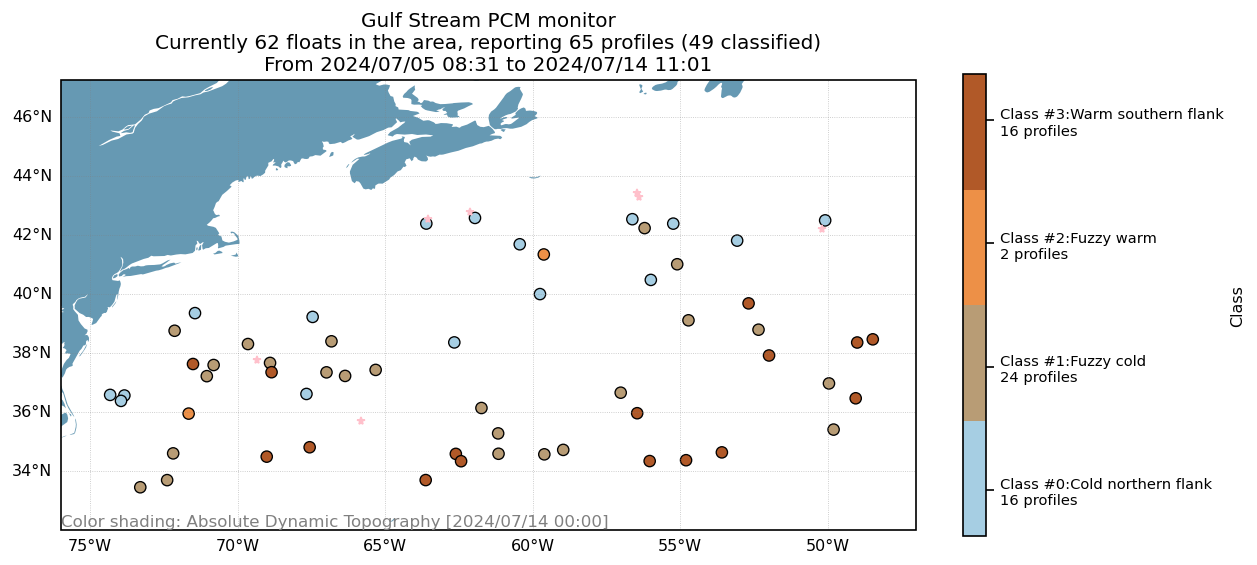 Gulf Stream PCM monitor
Currently 62 floats in the area, reporting 65 profiles (49 classified)
From 2024/07/05 08:31 to 2024/07/14 11:01
46°N
44°N
42°N
40°N
38°N
36°N
34°N
Color shading: Absolute Dynamic Topography [2024/07/14 00:00]
75°W
70°W
65°W
60°W
55°W
50°W
Class #3:Warm southern flank
16 profiles
Class #2:Fuzzy warm
2 profiles
Class #1:Fuzzy cold
24 profiles
Class #0:Cold northern flank
16 profiles
Class